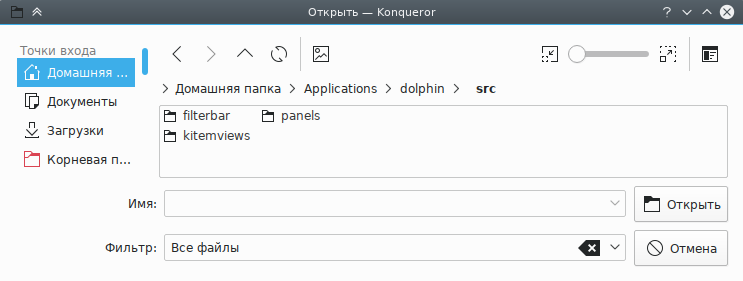 Открыть — Konqueror
Точки входа
Домашняя ...
Документы
Загрузки
Корневая п...
Домашняя папка Applications dolphin src
filterbar panels
kitemviews
Имя: Открыть
Фильтр: Все файлы Отмена